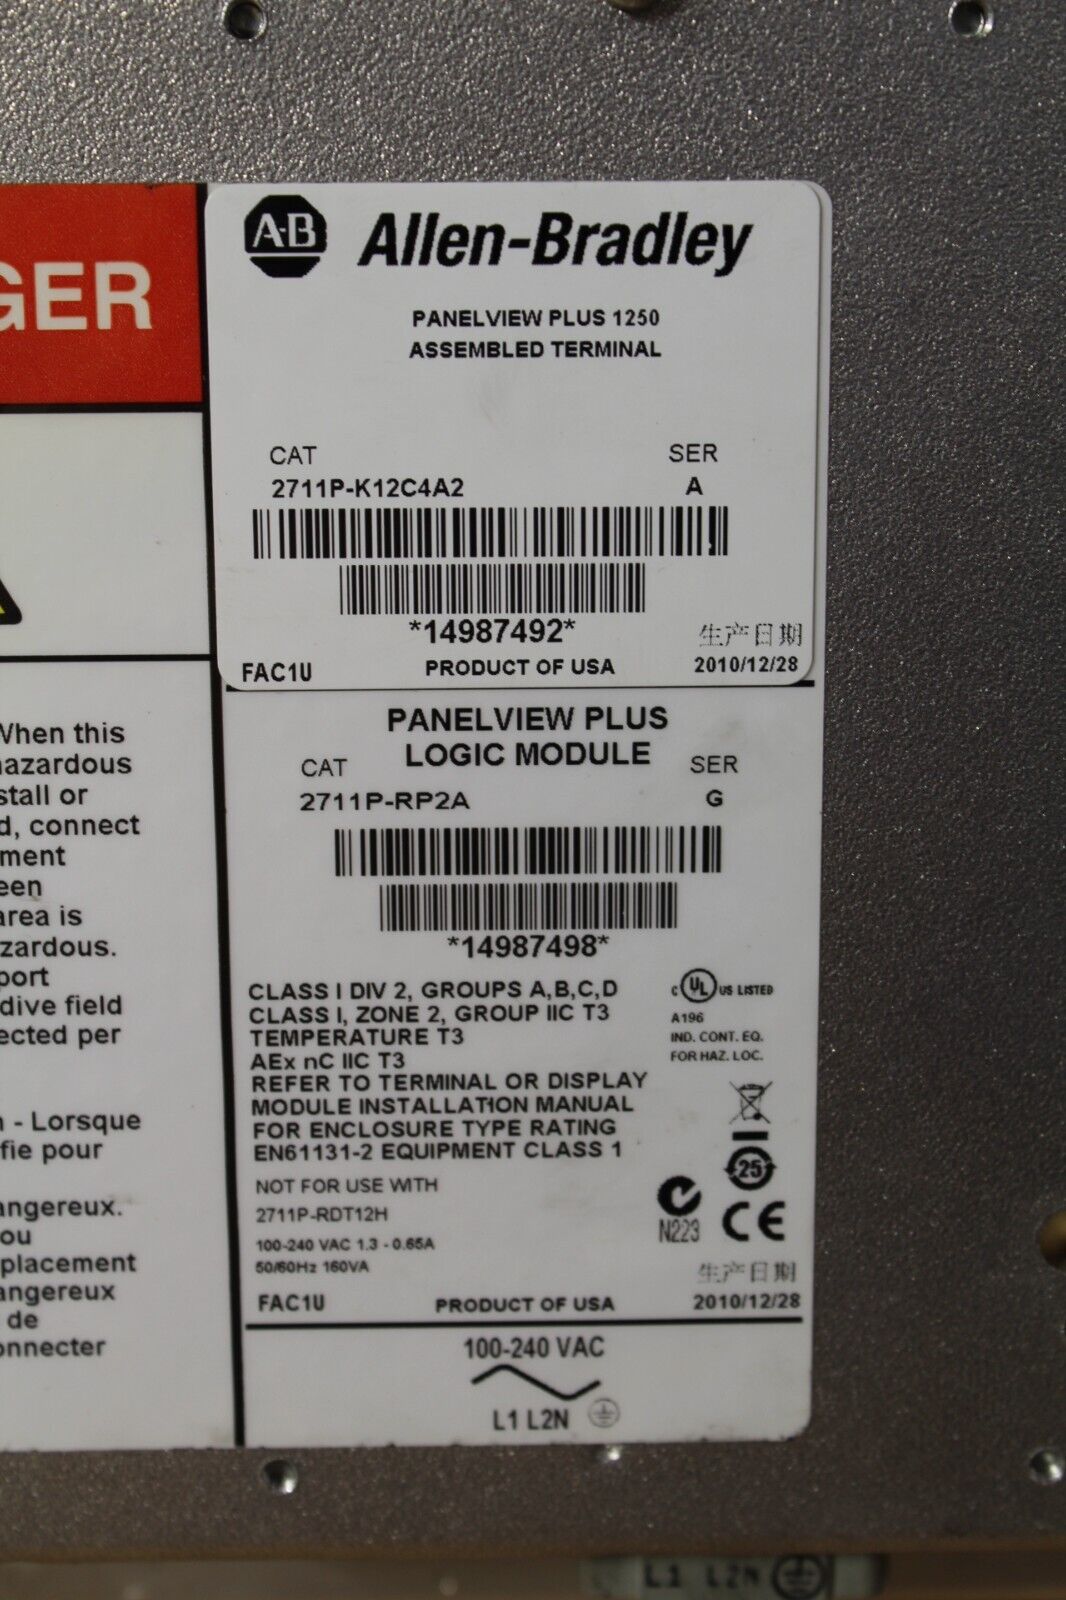 GER
When this
hazardous
stall or
d, connect
ment
een
area is
zardous.
port
dive field
ected per
n - Lorsque
fie pour
angereux.
ou
placement
angereux
de
onnecter
A-B Allen-Bradley
PANELVIEW PLUS 1250
ASSEMBLED TERMINAL
CAT SER
2711P-K12C4A2 A
*14987492*
生产日期
FAC1U PRODUCT OF USA 2010/12/28
PANELVIEW PLUS
LOGIC MODULE
CAT SER
2711P-RP2A G
*14987498*
CLASS I DIV 2, GROUPS A,B,C,D
CLASS I, ZONE 2, GROUP IIC T3
TEMPERATURE T3
AEx nC IIC T3
REFER TO TERMINAL OR DISPLAY
MODULE INSTALLATION MANUAL
FOR ENCLOSURE TYPE RATING
EN61131-2 EQUIPMENT CLASS 1
C UL US LISTED
A196
IND. CONT. EQ.
FOR HAZ. LOC.
NOT FOR USE WITH
2711P-RDT12H
100-240 VAC 1.3 - 0.65A
50/60Hz 160VA
25
N223
CE
生产日期
FAC1U PRODUCT OF USA 2010/12/28
100-240 VAC
L1 L2N
L1 L2N